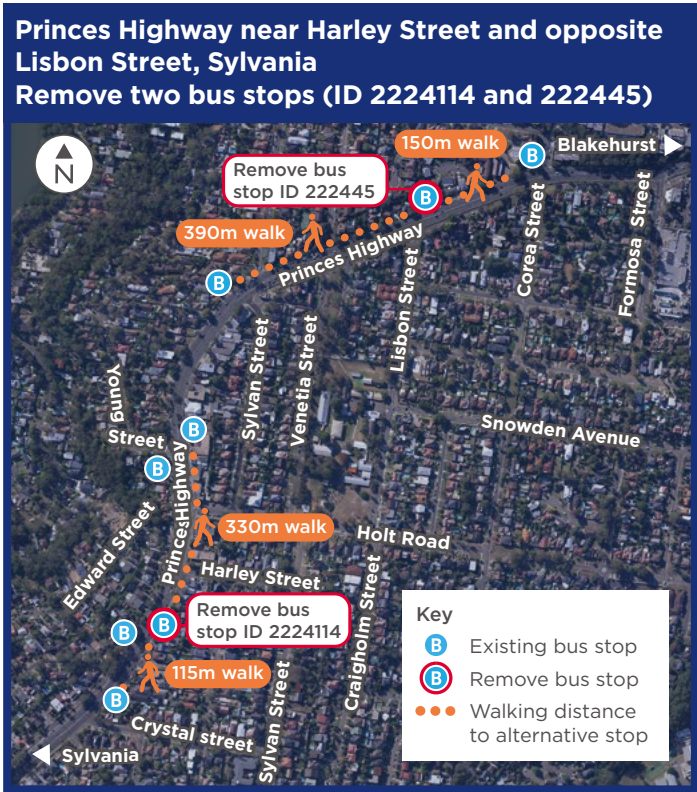 Princes Highway near Harley Street and opposite
Lisbon Street, Sylvania
Remove two bus stops (ID 2224114 and 222445)
N
150m walk
B
Blakehurst
Remove bus
stop ID 222445
B
390m walk
Princes Highway
B
Corea Street
Formosa Street
Lisbon Street
Sylvan Street
Venetia Street
Young
Street
B
B
Princes Highway
Snowden Avenue
Edward Street
330m walk
Holt Road
Harley Street
Craigholm Street
Remove bus
stop ID 2224114
B
B
115m walk
B
Crystal street
Sylvan Street
Sylvania
Key
B Existing bus stop
B Remove bus stop
Walking distance
to alternative stop